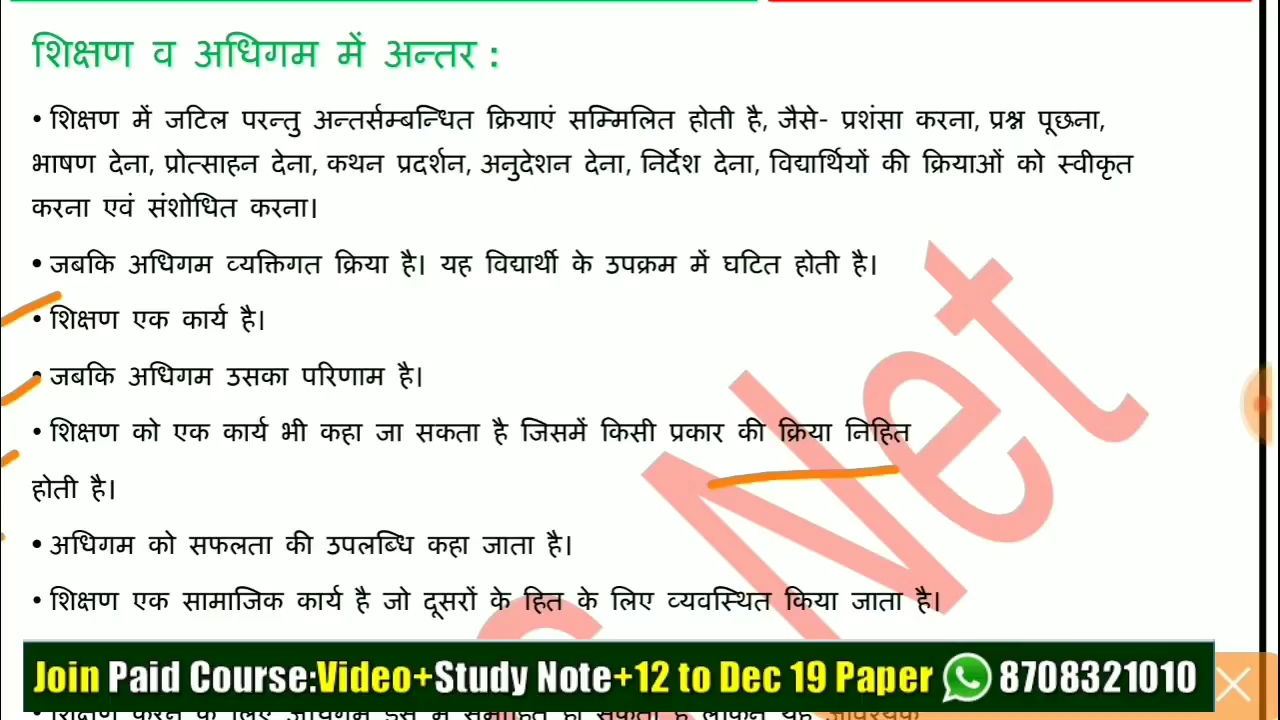 शिक्षण व अधिगम में अन्तर :
• शिक्षण में जटिल परन्तु अन्तर्सम्बन्धित क्रियाएं सम्मिलित होती है, जैसे- प्रशंसा करना, प्रश्न पूछना,
भाषण देना, प्रोत्साहन देना, कथन प्रदर्शन, अनुदेशन देना, निर्देश देना, विद्यार्थियों की क्रियाओं को स्वीकृत
करना एवं संशोधित करना।
• जबकि अधिगम व्यक्तिगत क्रिया है। यह विद्यार्थी के उपक्रम में घटित होती है।
• शिक्षण एक कार्य है।
• जबकि अधिगम उसका परिणाम है।
• शिक्षण को एक कार्य भी कहा जा सकता है जिसमें किसी प्रकार की क्रिया निहित
होती है।
• अधिगम को सफलता की उपलब्धि कहा जाता है।
• शिक्षण एक सामाजिक कार्य है जो दूसरों के हित के लिए व्यवस्थित किया जाता है।
Net
Join Paid Course:Video+Study Note+12 to Dec 19 Paper 8708321010